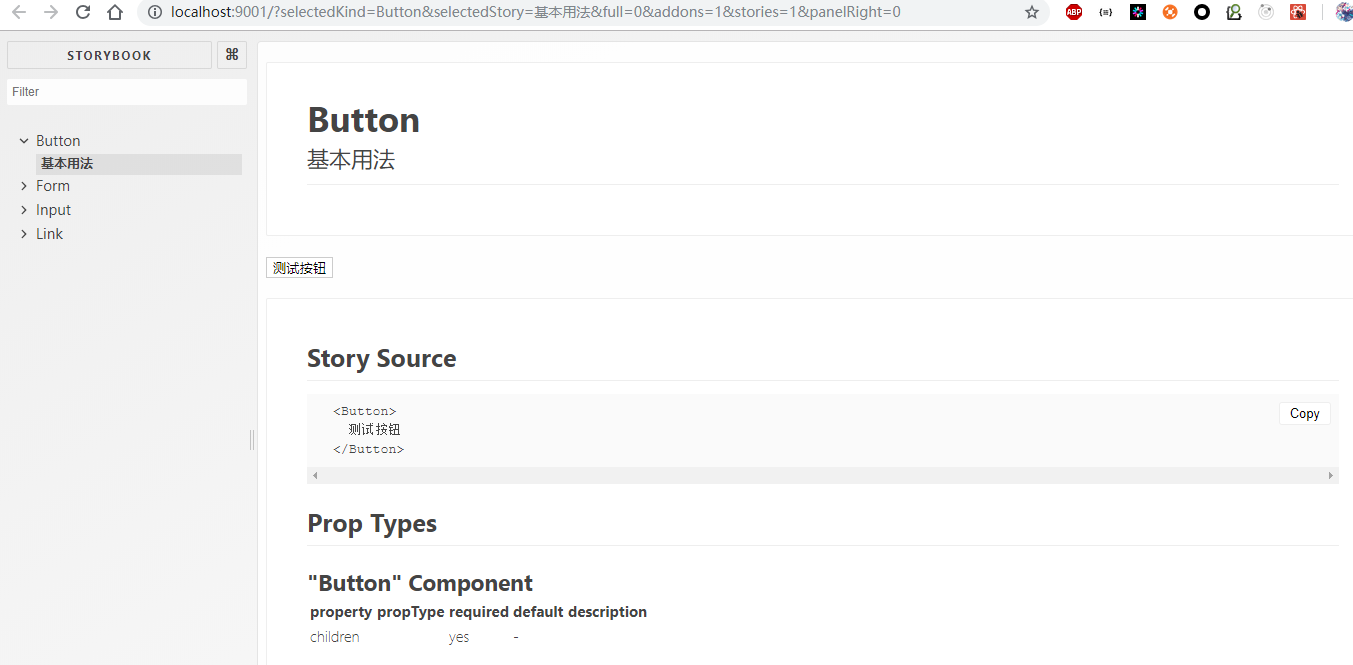 localhost:9001/?selectedKind=Button&selectedStory=基本用法&full=0&addons=1&stories=1&panelRight=0
ABP
STORYBOOK ⌘
Filter
Button
基本用法
Form
Input
Link
Button
基本用法
测试按钮
Story Source
<Button>
测试按钮
</Button>
Copy
Prop Types
"Button" Component
property propType required default description
children yes -